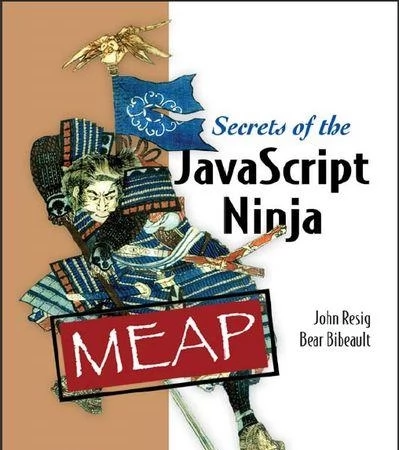 Secrets of the
JavaScript
Ninja
MEAP
John Resig
Bear Bibeault